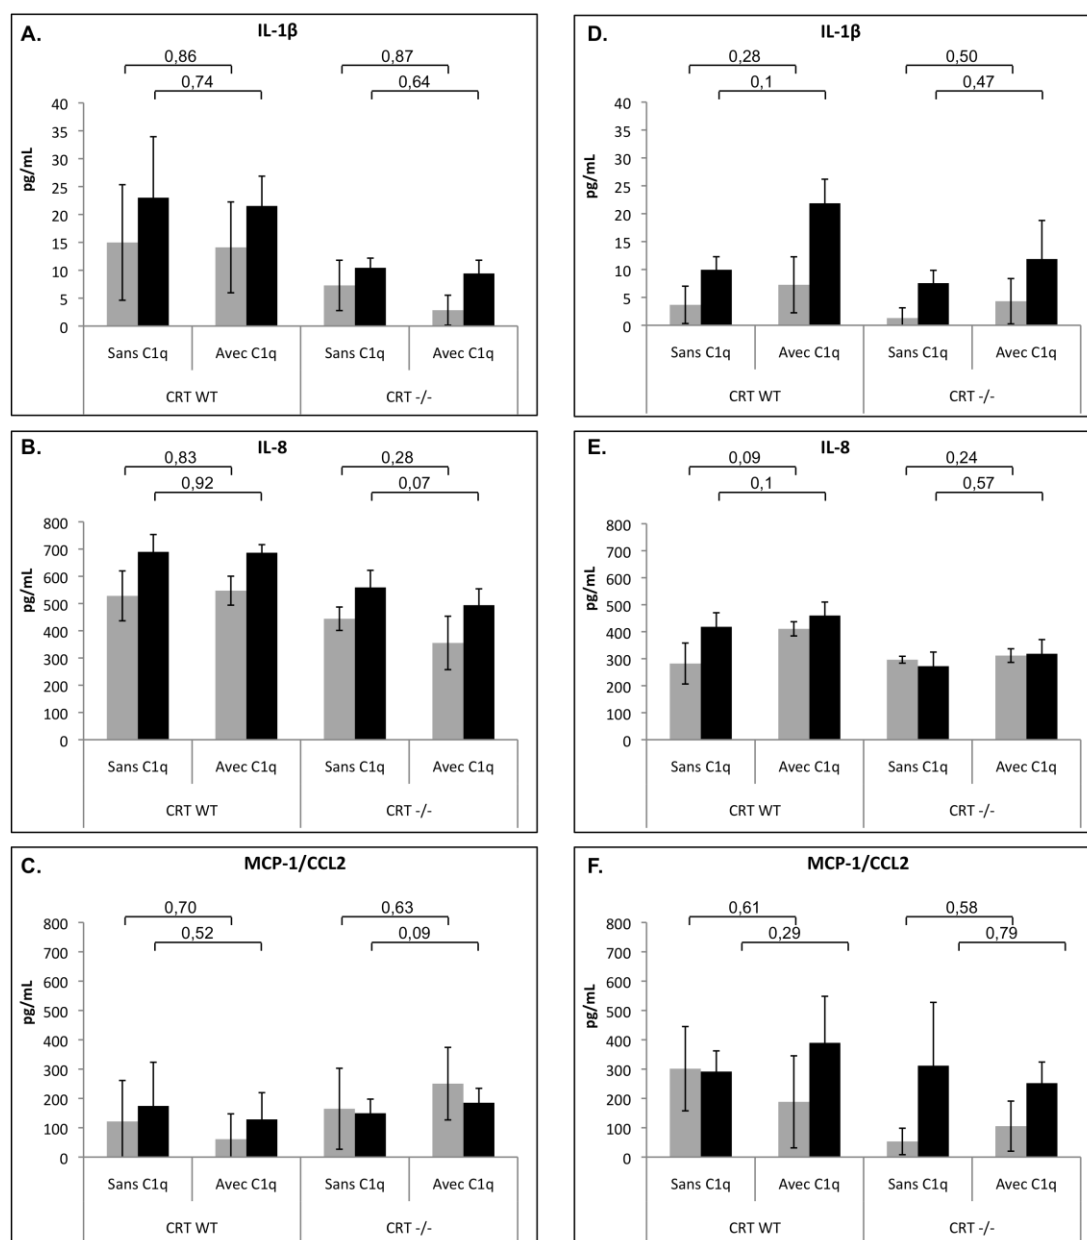 A.
IL-1β
0,86
0,87
0,74
0,64
pg/mL
40
35
30
25
20
15
10
5
0
Sans C1q Avec C1q Sans C1q Avec C1q
CRT WT CRT -/-
D.
IL-1β
0,28
0,50
0,1
0,47
pg/mL
40
35
30
25
20
15
10
5
0
Sans C1q Avec C1q Sans C1q Avec C1q
CRT WT CRT -/-
B.
IL-8
0,83
0,28
0,92
0,07
pg/mL
800
700
600
500
400
300
200
100
0
Sans C1q Avec C1q Sans C1q Avec C1q
CRT WT CRT -/-
E.
IL-8
0,09
0,24
0,1
0,57
pg/mL
800
700
600
500
400
300
200
100
0
Sans C1q Avec C1q Sans C1q Avec C1q
CRT WT CRT -/-
C.
MCP-1/CCL2
0,70
0,63
0,52
0,09
pg/mL
800
700
600
500
400
300
200
100
0
Sans C1q Avec C1q Sans C1q Avec C1q
CRT WT CRT -/-
F.
MCP-1/CCL2
0,61
0,58
0,29
0,79
pg/mL
800
700
600
500
400
300
200
100
0
Sans C1q Avec C1q Sans C1q Avec C1q
CRT WT CRT -/-